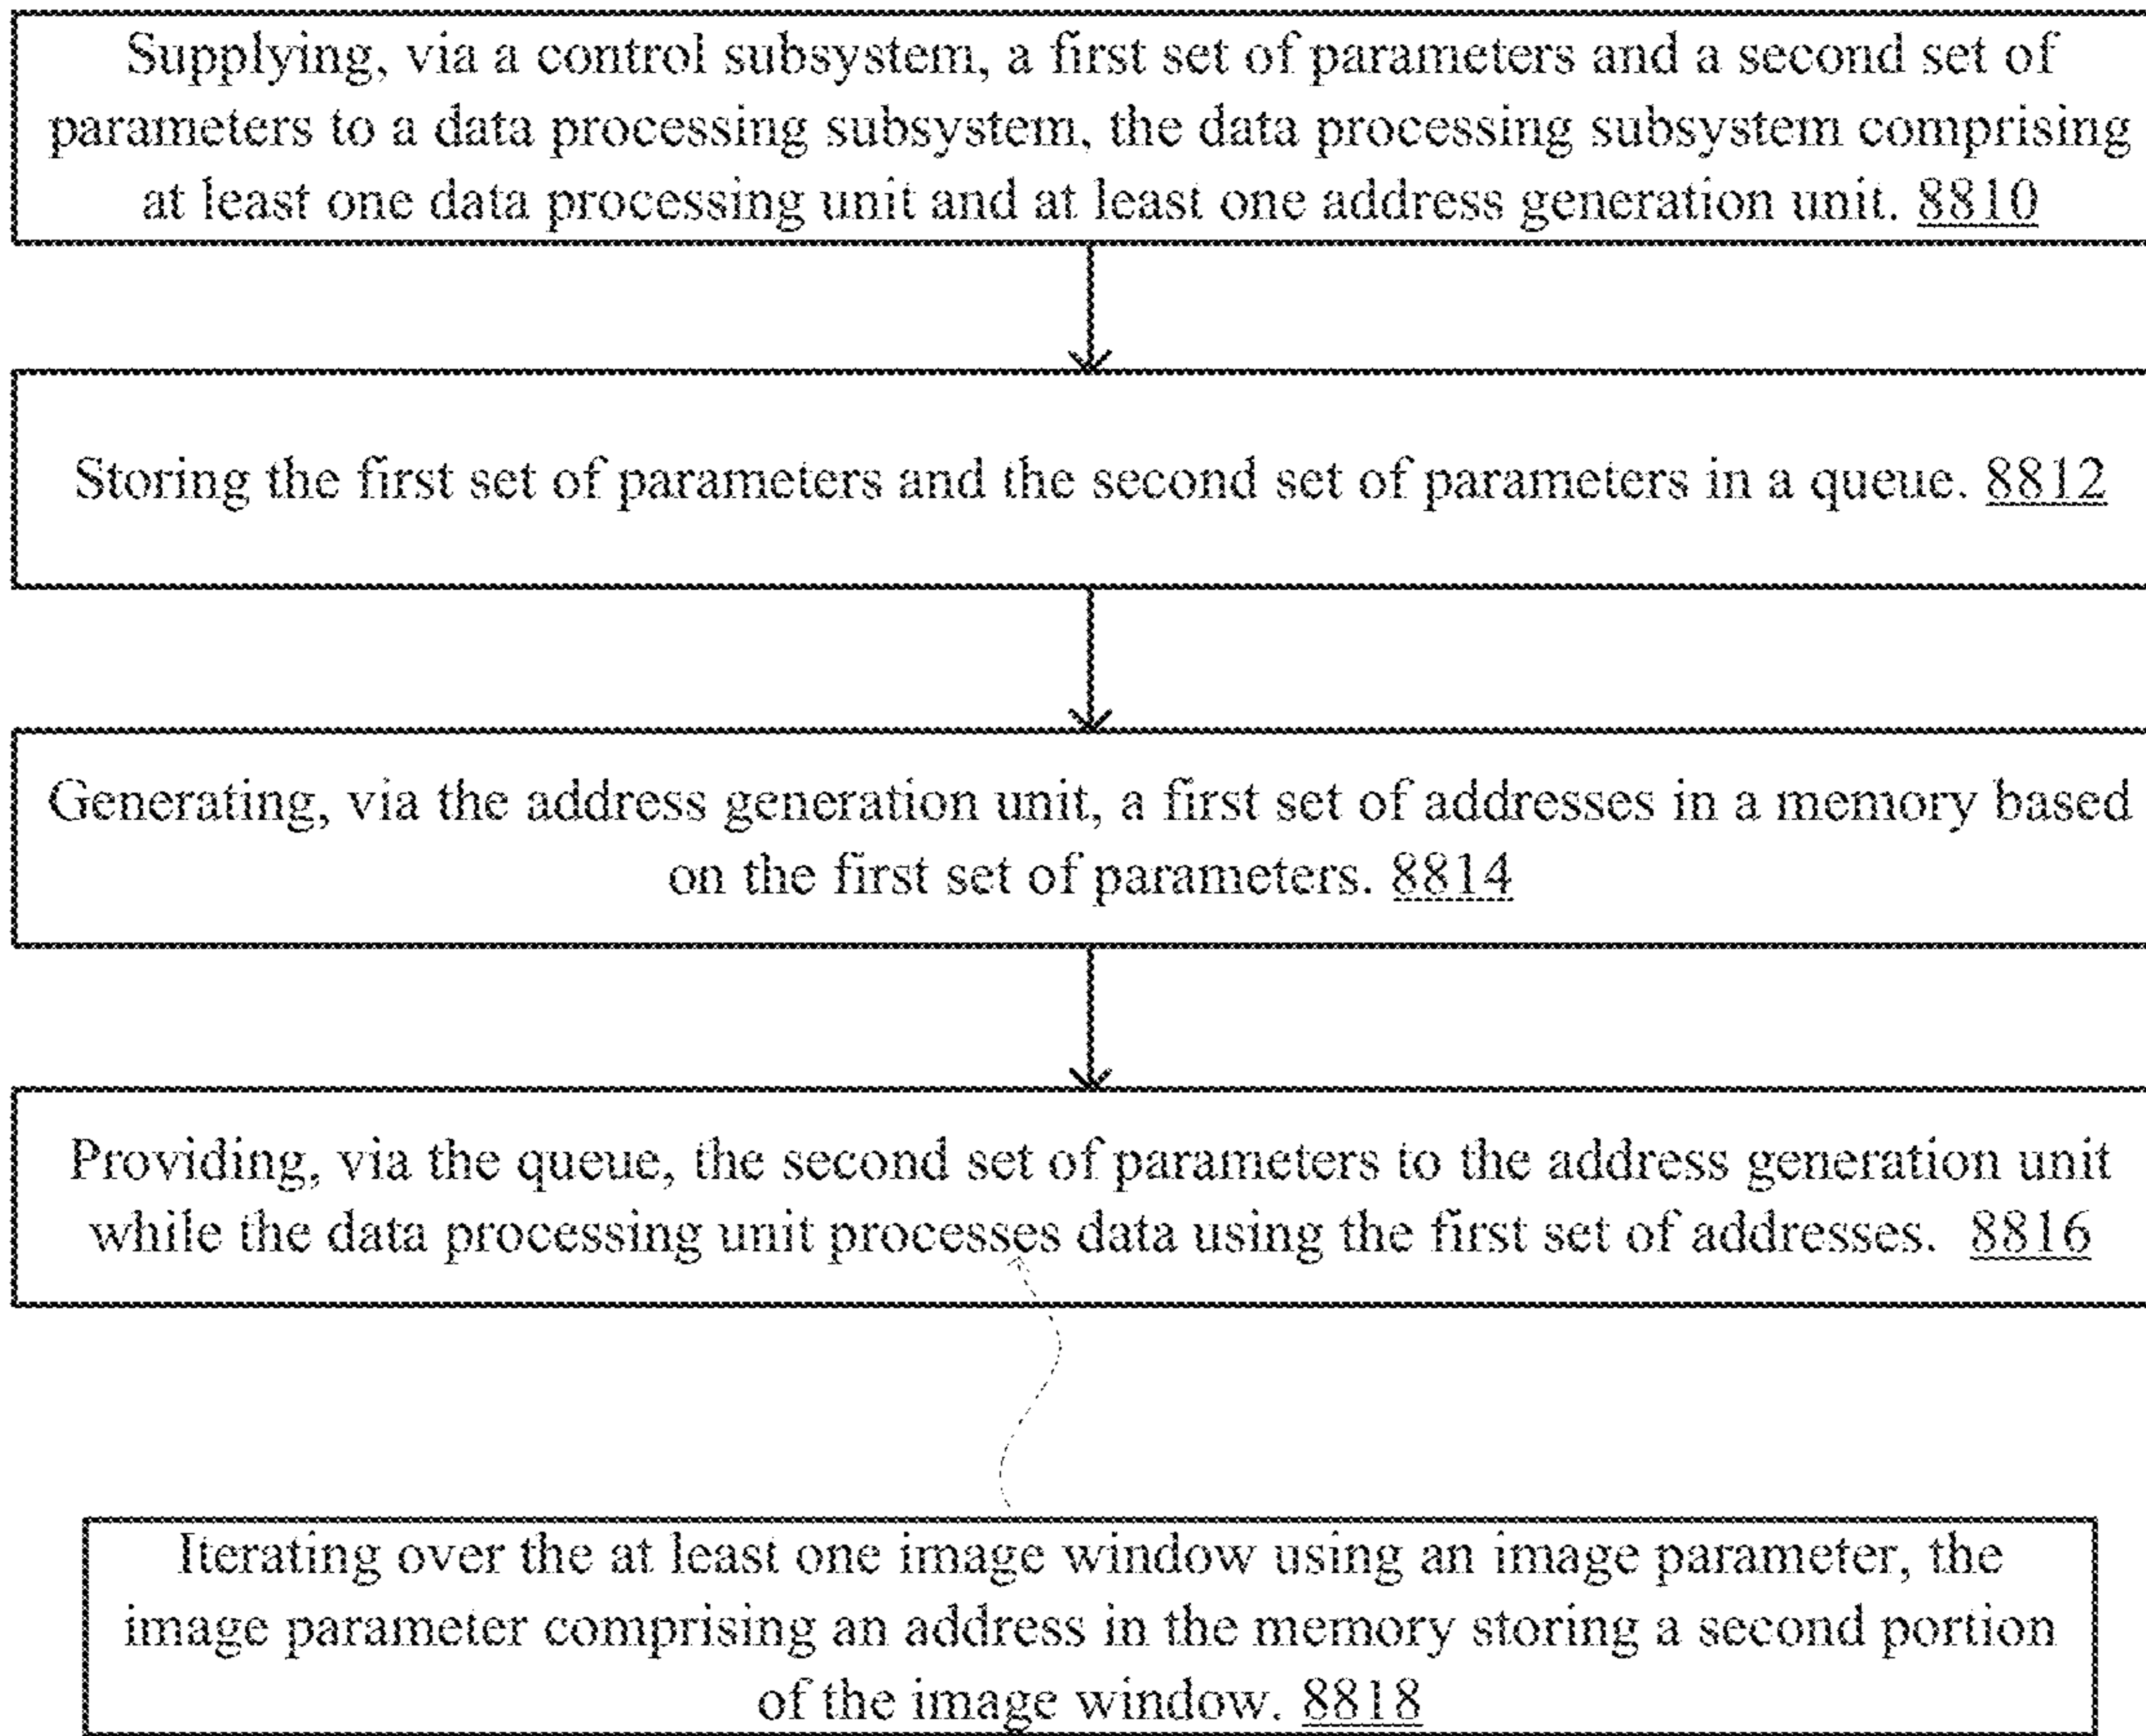 Supplying, via a control subsystem, a first set of parameters and a second set of
parameters to a data processing subsystem, the data processing subsystem comprising
at least one data processing unit and at least one address generation unit. 8810
Storing the first set of parameters and the second set of parameters in a queue. 8812
Generating, via the address generation unit, a first set of addresses in a memory based
on the first set of parameters. 8814
Providing, via the queue, the second set of parameters to the address generation unit
while the data processing unit processes data using the first set of addresses. 8816
Iterating over the at least one image window using an image parameter, the
image parameter comprising an address in the memory storing a second portion
of the image window. 8818